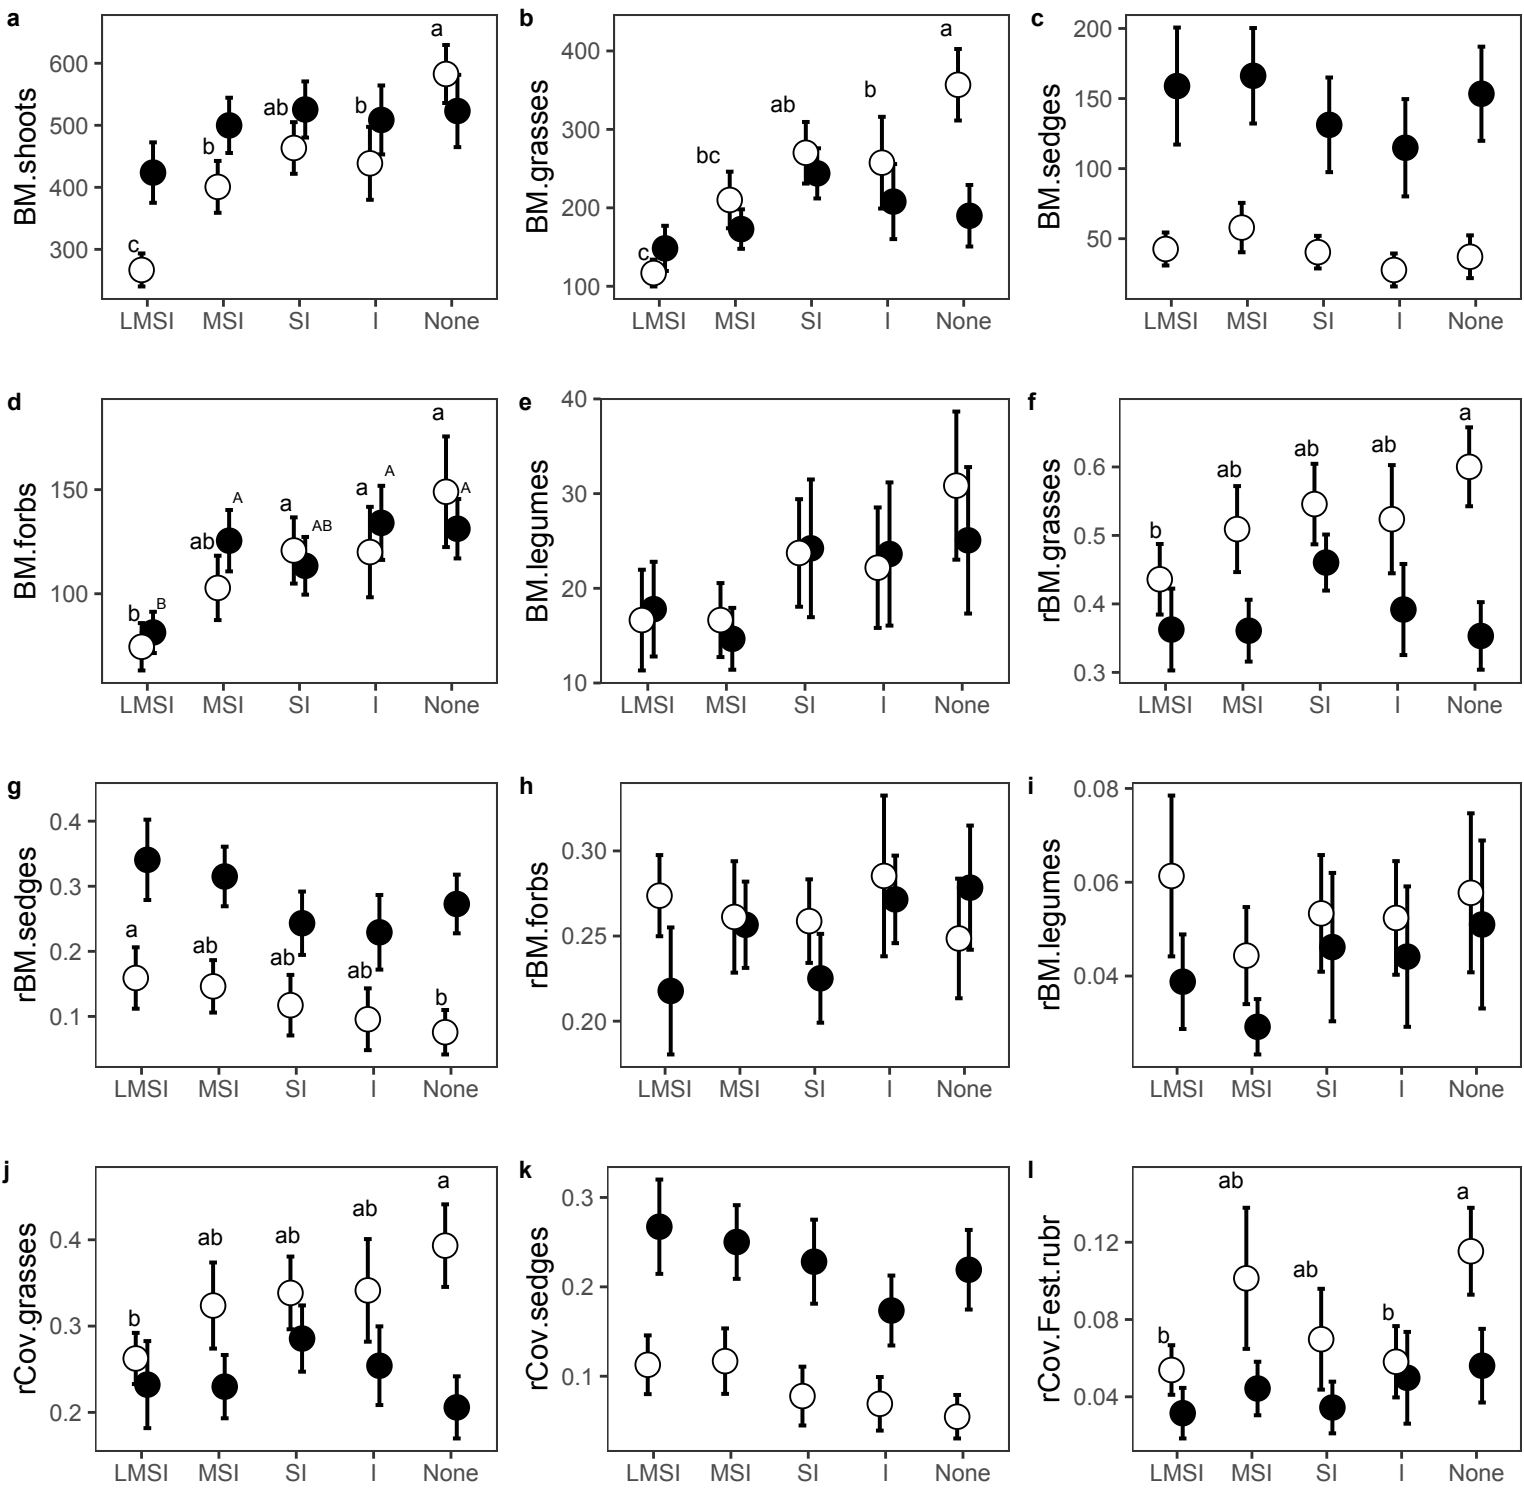 a
BM.shoots
600
500
400
300
c
b
ab
b
a
LMSI MSI SI I None
b
BM.grasses
400
300
200
100
c
bc
ab
b
a
LMSI MSI SI I None
c
BM.sedges
200
150
100
50
LMSI MSI SI I None
d
BM.forbs
150
100
b
B
ab
A
a
AB
a
A
a
A
LMSI MSI SI I None
e
BM.legumes
40
30
20
10
LMSI MSI SI I None
f
rBM.grasses
0.6
0.5
0.4
0.3
b
ab
ab
ab
a
LMSI MSI SI I None
g
rBM.sedges
0.4
0.3
0.2
0.1
a
ab
ab
ab
b
LMSI MSI SI I None
h
rBM.forbs
0.30
0.25
0.20
LMSI MSI SI I None
i
rBM.legumes
0.08
0.06
0.04
LMSI MSI SI I None
j
rCov.grasses
0.4
0.3
0.2
b
ab
ab
ab
a
LMSI MSI SI I None
k
rCov.sedges
0.3
0.2
0.1
LMSI MSI SI I None
l
rCov.Fest.rubr
0.12
0.08
0.04
b
ab
ab
b
a
LMSI MSI SI I None